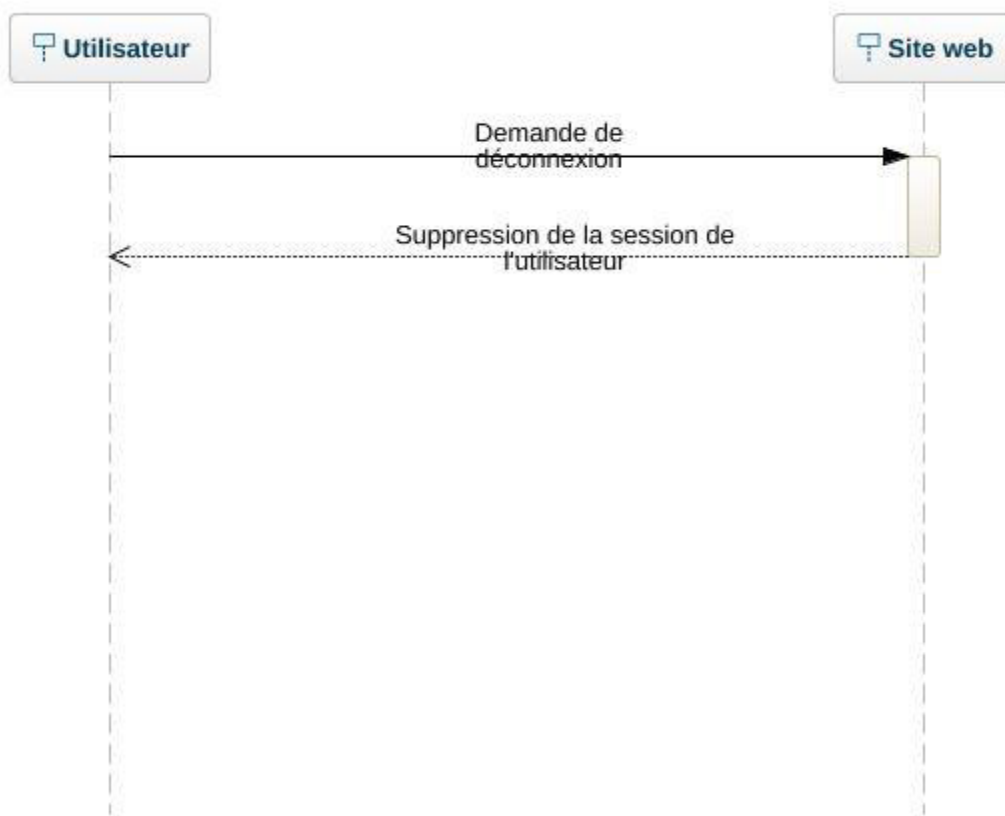 Utilisateur
Site web
Demande de
déconnexion
Suppression de la session de
l'utilisateur